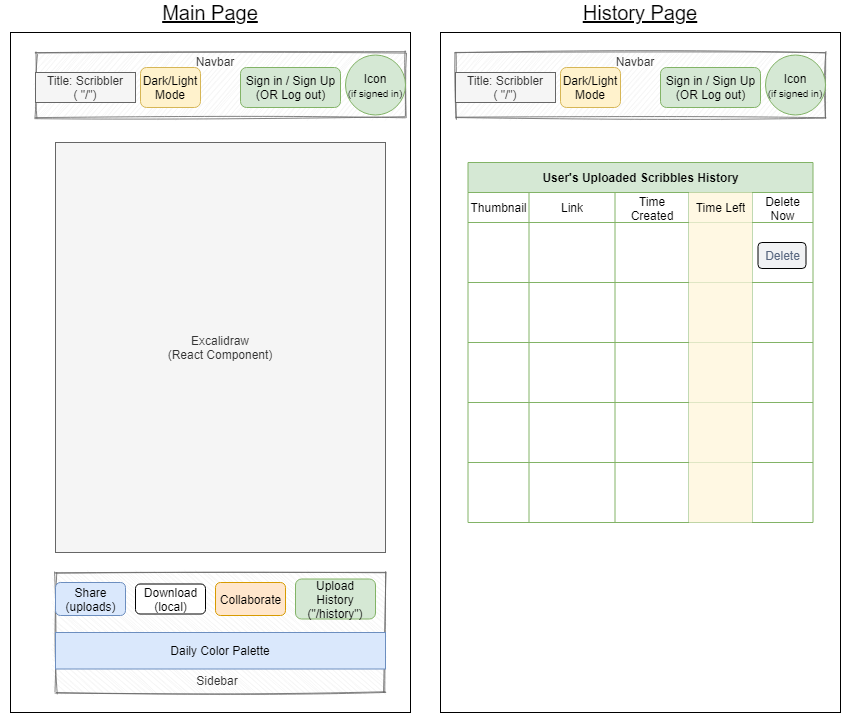 Main Page
Navbar
Title: Scribbler
( "/")
Dark/Light
Mode
Sign in / Sign Up
(OR Log out)
Icon
(if signed in)
Excalidraw
(React Component)
Share
(uploads)
Download
(local)
Collaborate
Upload
History
("/history")
Daily Color Palette
Sidebar
History Page
Navbar
Title: Scribbler
( "/")
Dark/Light
Mode
Sign in / Sign Up
(OR Log out)
Icon
(if signed in)
User's Uploaded Scribbles History
Thumbnail
Link
Time
Created
Time Left
Delete
Now
Delete